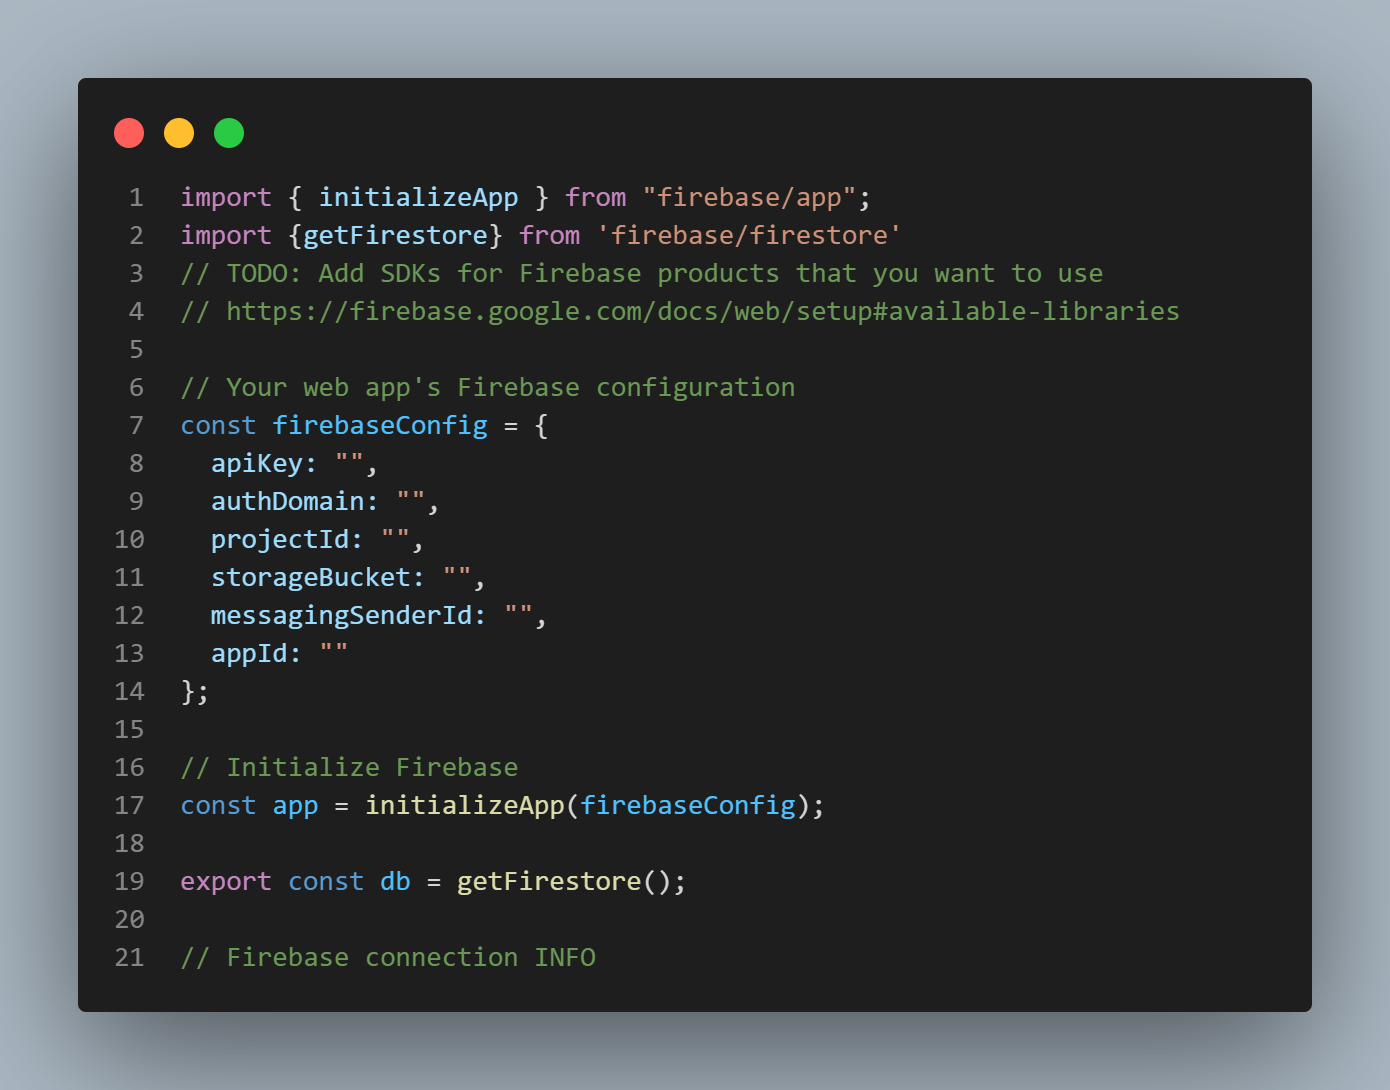 1 import { initializeApp } from "firebase/app";
2 import {getFirestore} from 'firebase/firestore'
3 // TODO: Add SDKs for Firebase products that you want to use
4 // https://firebase.google.com/docs/web/setup#available-libraries
5
6 // Your web app's Firebase configuration
7 const firebaseConfig = {
8   apiKey: "",
9   authDomain: "",
10   projectId: "",
11   storageBucket: "",
12   messagingSenderId: "",
13   appId: ""
14 };
15
16 // Initialize Firebase
17 const app = initializeApp(firebaseConfig);
18
19 export const db = getFirestore();
20
21 // Firebase connection INFO